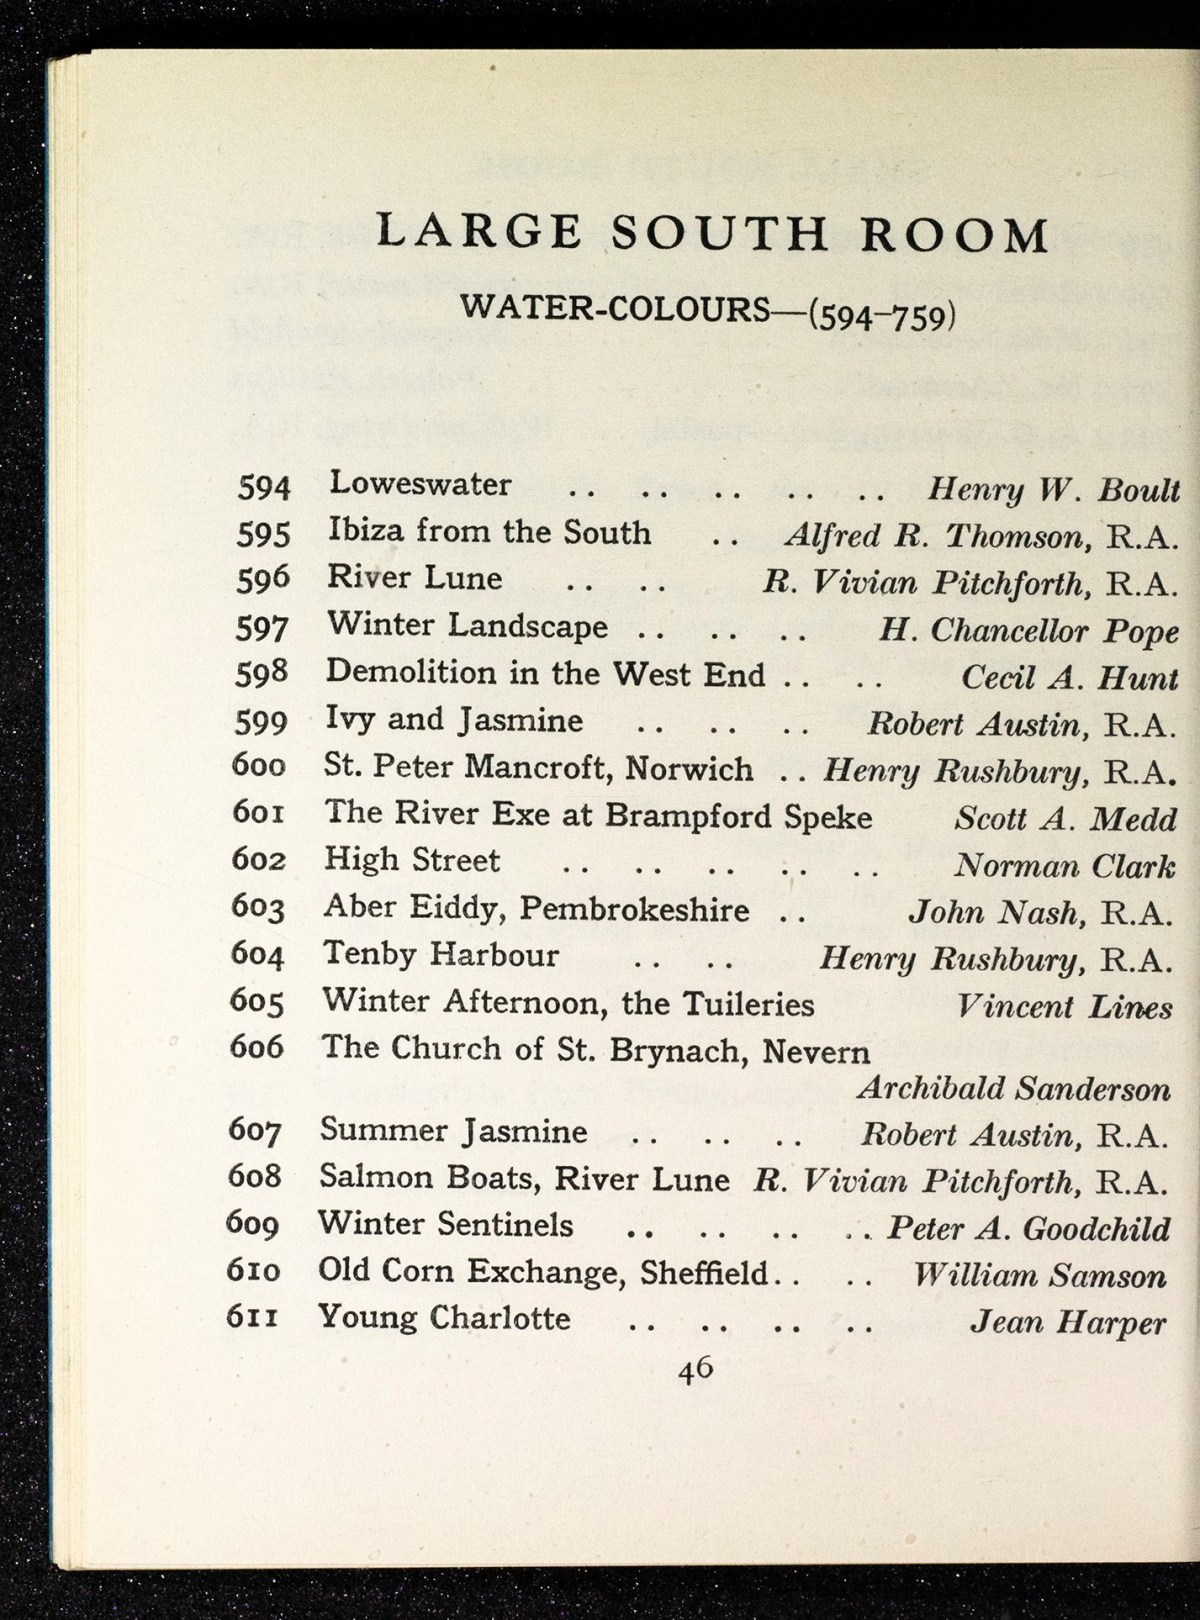 LARGE SOUTH ROOM
WATER-COLOURS—(594–759)
594 Loweswater .. .. .. .. .. Henry W. Boult
595 Ibiza from the South .. Alfred R. Thomson, R.A.
596 River Lune .. .. R. Vivian Pitchforth, R.A.
597 Winter Landscape .. .. .. H. Chancellor Pope
598 Demolition in the West End .. .. Cecil A. Hunt
599 Ivy and Jasmine .. .. .. Robert Austin, R.A.
600 St. Peter Mancroft, Norwich .. Henry Rushbury, R.A.
601 The River Exe at Brampford Speke Scott A. Medd
602 High Street .. .. .. .. .. Norman Clark
603 Aber Eiddy, Pembrokeshire .. John Nash, R.A.
604 Tenby Harbour .. .. Henry Rushbury, R.A.
605 Winter Afternoon, the Tuileries Vincent Lines
606 The Church of St. Brynach, Nevern
Archibald Sanderson
607 Summer Jasmine .. .. .. Robert Austin, R.A.
608 Salmon Boats, River Lune R. Vivian Pitchforth, R.A.
609 Winter Sentinels .. .. .. .. Peter A. Goodchild
610 Old Corn Exchange, Sheffield .. .. William Samson
611 Young Charlotte .. .. .. .. Jean Harper
46